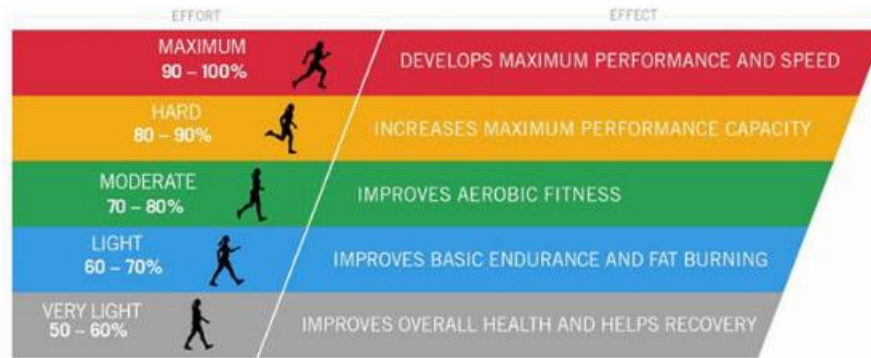 EFFORT
EFFECT
MAXIMUM
90 – 100%
DEVELOPS MAXIMUM PERFORMANCE AND SPEED
HARD
80 – 90%
INCREASES MAXIMUM PERFORMANCE CAPACITY
MODERATE
70 – 80%
IMPROVES AEROBIC FITNESS
LIGHT
60 – 70%
IMPROVES BASIC ENDURANCE AND FAT BURNING
VERY LIGHT
50 – 60%
IMPROVES OVERALL HEALTH AND HELPS RECOVERY